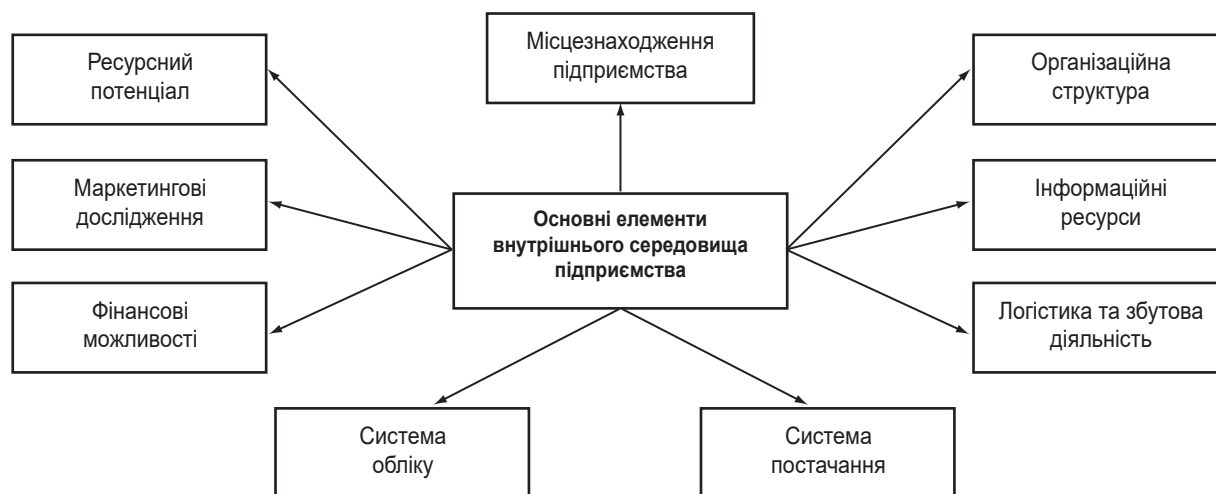 Місцезнаходження
підприємства
Ресурсний
потенціал
Організаційна
структура
Маркетингові
дослідження
Інформаційні
ресурси
Основні елементи
внутрішнього середовища
підприємства
Фінансові
можливості
Логістика та збутова
діяльність
Система
обліку
Система
постачання